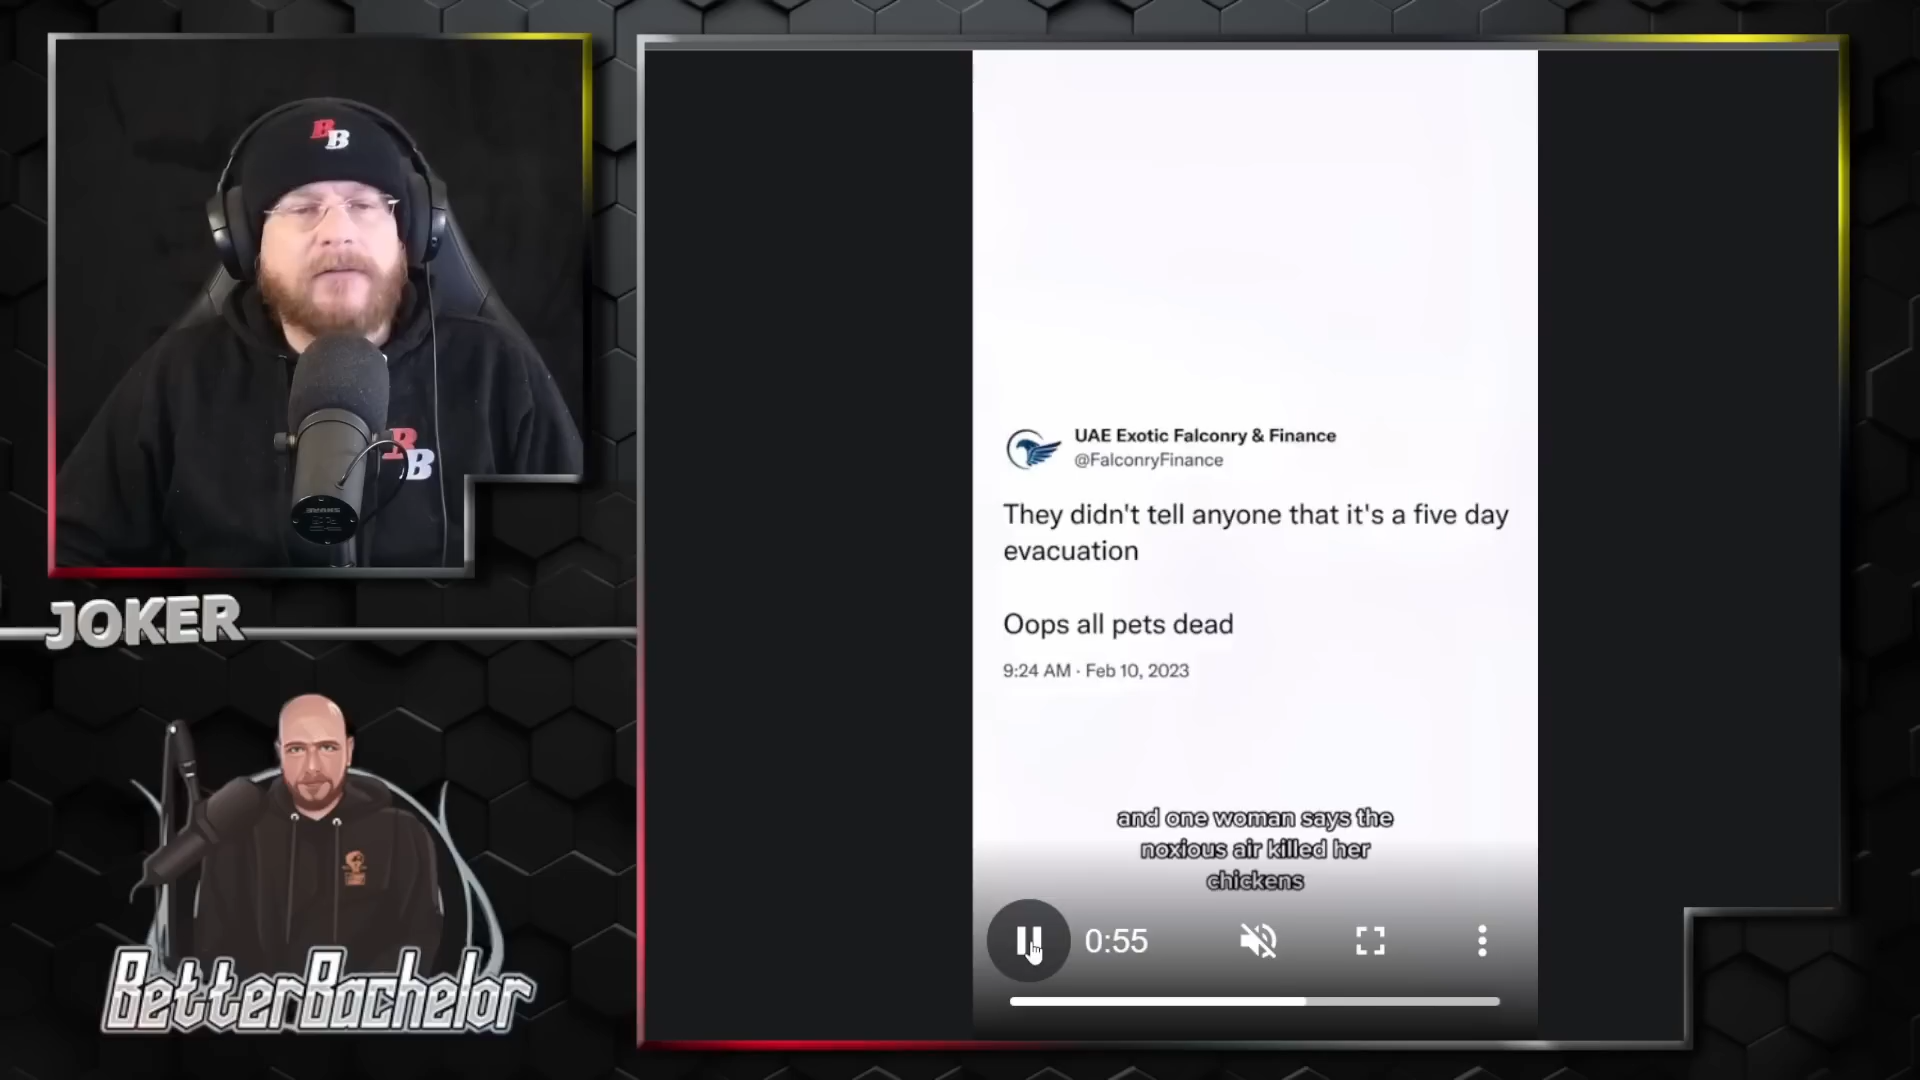 BB
BB
JOKER
BetterBachelor
UAE Exotic Falconry & Finance
@FalconryFinance
They didn't tell anyone that it's a five day
evacuation
Oops all pets dead
9:24 AM · Feb 10, 2023
and one woman says the
noxious air killed her
chickens
0:55